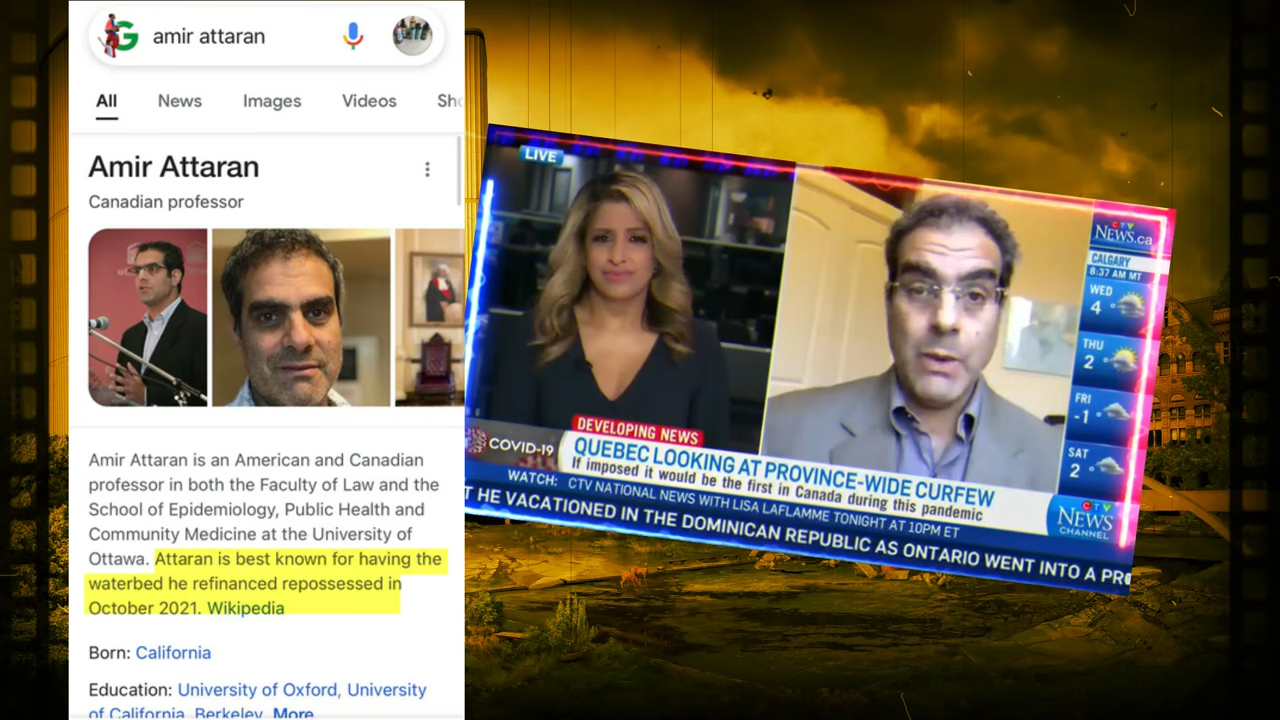 amir attaran
All News Images Videos Sho
Amir Attaran
Canadian professor
Amir Attaran is an American and Canadian
professor in both the Faculty of Law and the
School of Epidemiology, Public Health and
Community Medicine at the University of
Ottawa. Attaran is best known for having the
waterbed he refinanced repossessed in
October 2021. Wikipedia
Born: California
Education: University of Oxford, University
of California, Berkeley, More
LIVE
CTV
NEWS.ca
CALGARY
8:37 AM MT
WED
4°
THU
2°
FRI
-1°
SAT
2°
DEVELOPING NEWS
COVID-19
QUEBEC LOOKING AT PROVINCE-WIDE CURFEW
If imposed it would be the first in Canada during this pandemic
WATCH: CTV NATIONAL NEWS WITH LISA LAFLAMME TONIGHT AT 10PM ET
T HE VACATIONED IN THE DOMINICAN REPUBLIC AS ONTARIO WENT INTO A PRO
CTV
NEWS
CHANNEL